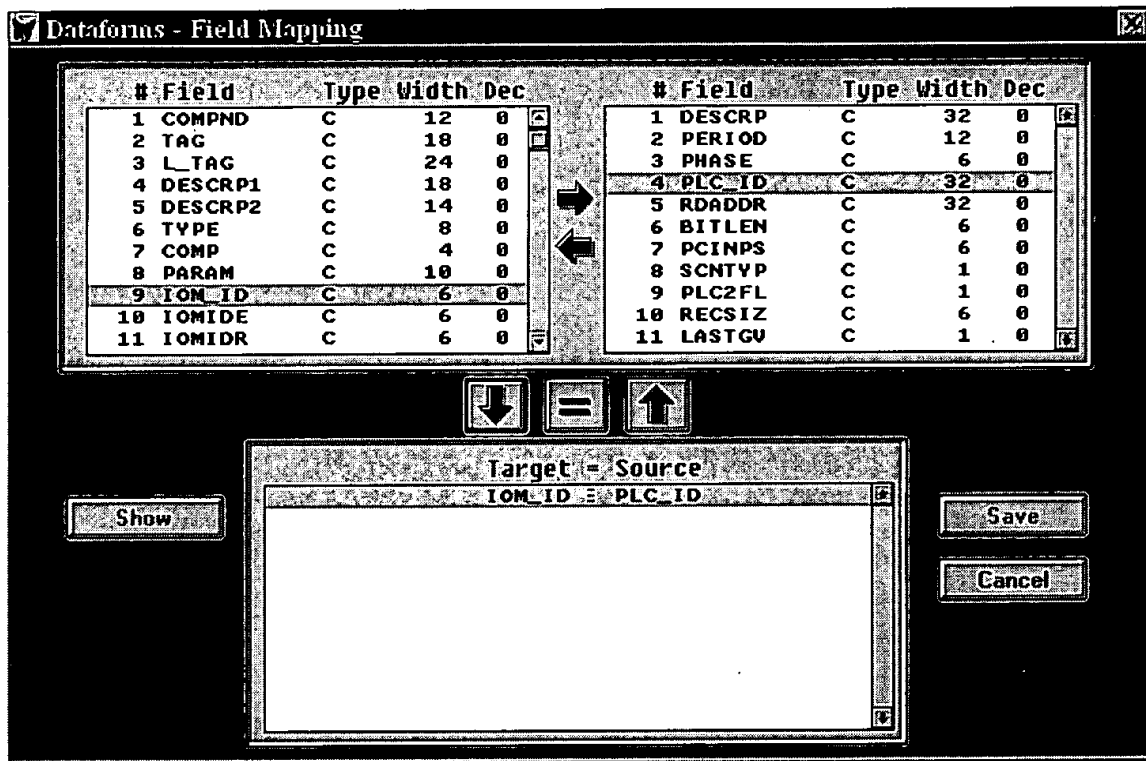 Dataforms - Field Mapping
# Field Type Width Dec
1 COMPND C 12 0
2 TAG C 18 0
3 L_TAG C 24 0
4 DESCRP1 C 18 0
5 DESCRP2 C 14 0
6 TYPE C 8 0
7 COMP C 4 0
8 PARAM C 10 0
9 IOM_ID C 6 0
10 IOMIDE C 6 0
11 IOMIDR C 6 0
# Field Type Width Dec
1 DESCRP C 32 0
2 PERIOD C 12 0
3 PHASE C 6 0
4 PLC_ID C 32 0
5 RDADDR C 32 0
6 BITLEN C 6 0
7 PCINPS C 6 0
8 SCNTYP C 1 0
9 PLC2FL C 1 0
10 RECSIZ C 6 0
11 LASTGV C 1 0
=
Target = Source
IOM_ID = PLC_ID
Show
Save
Cancel